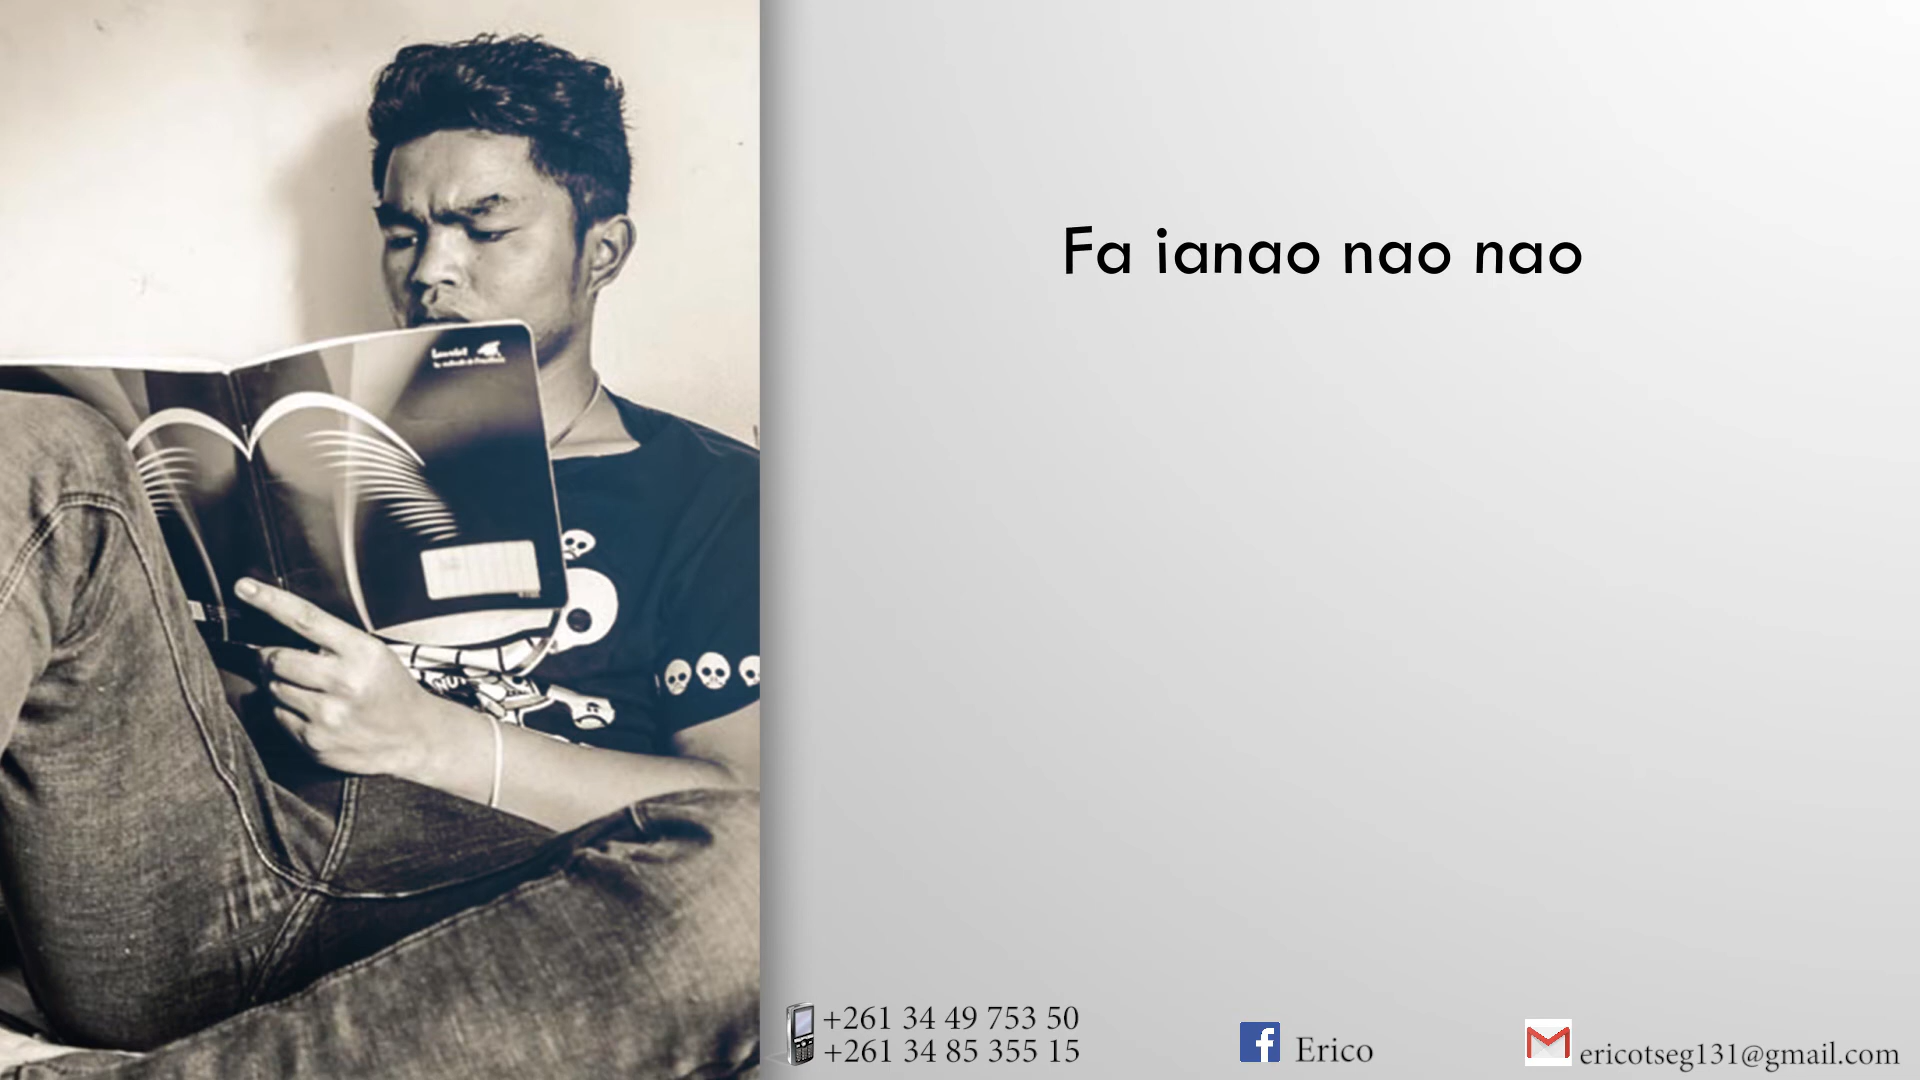 Fa ianao nao nao
+261 34 49 753 50
+261 34 85 355 15
Erico
ericotseg131@gmail.com